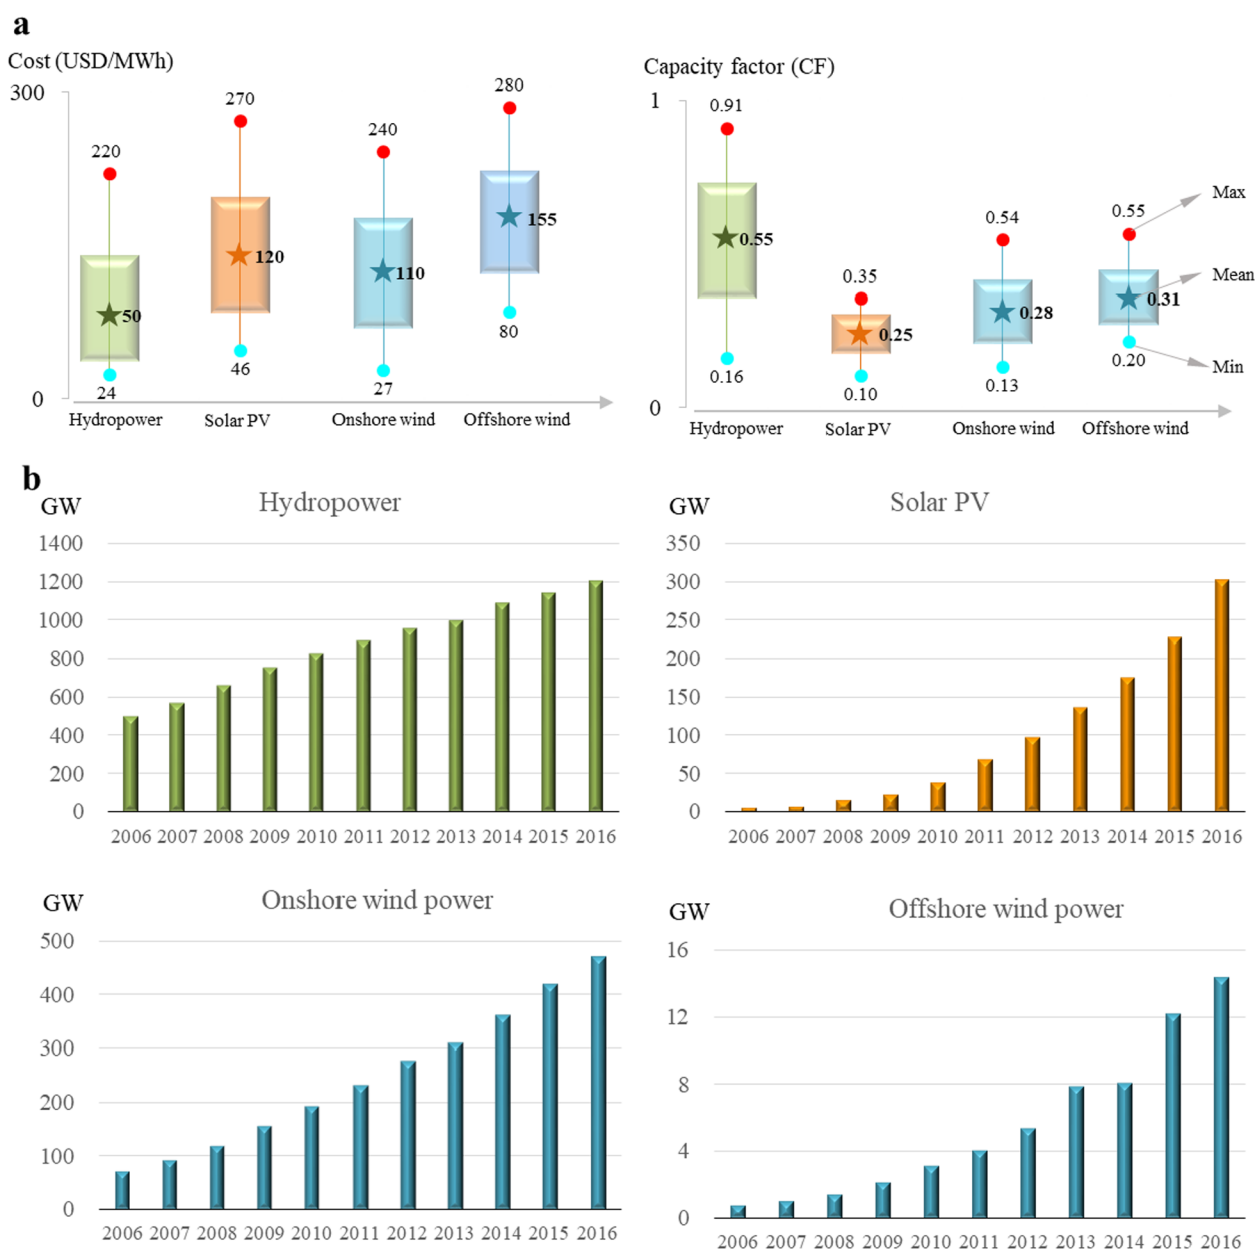 a
Cost (USD/MWh)
300
0
220
50
24
270
120
46
240
110
27
280
155
80
Hydropower Solar PV Onshore wind Offshore wind
Capacity factor (CF)
1
0
0.91
0.55
0.16
0.35
0.25
0.10
0.54
0.28
0.13
0.55
0.31
0.20
Max
Mean
Min
Hydropower Solar PV Onshore wind Offshore wind
b
GW
Hydropower
1400
1200
1000
800
600
400
200
0
2006 2007 2008 2009 2010 2011 2012 2013 2014 2015 2016
GW
Solar PV
350
300
250
200
150
100
50
0
2006 2007 2008 2009 2010 2011 2012 2013 2014 2015 2016
GW
Onshore wind power
500
400
300
200
100
0
2006 2007 2008 2009 2010 2011 2012 2013 2014 2015 2016
GW
Offshore wind power
16
12
8
4
0
2006 2007 2008 2009 2010 2011 2012 2013 2014 2015 2016